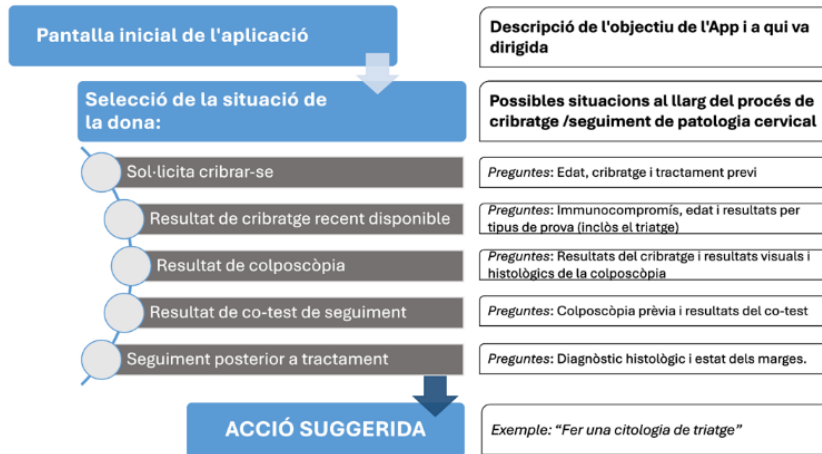 Pantalla inicial de l'aplicació
Descripció de l'objectiu de l'App i a qui va
dirigida
Selecció de la situació de
la dona:
Possibles situacions al llarg del procés de
cribratge /seguiment de patologia cervical
Sol·licita cribrar-se
Preguntes: Edat, cribratge i tractament previ
Resultat de cribratge recent disponible
Preguntes: Immunocompromís, edat i resultats per
tipus de prova (inclòs el triatge)
Resultat de colposcòpia
Preguntes: Resultats del cribratge i resultats visuals i
histològics de la colposcòpia
Resultat de co-test de seguiment
Preguntes: Colposcòpia prèvia i resultats del co-test
Seguiment posterior a tractament
Preguntes: Diagnòstic histològic i estat dels marges.
ACCIÓ SUGGERIDA
Exemple: “Fer una citologia de triatge”